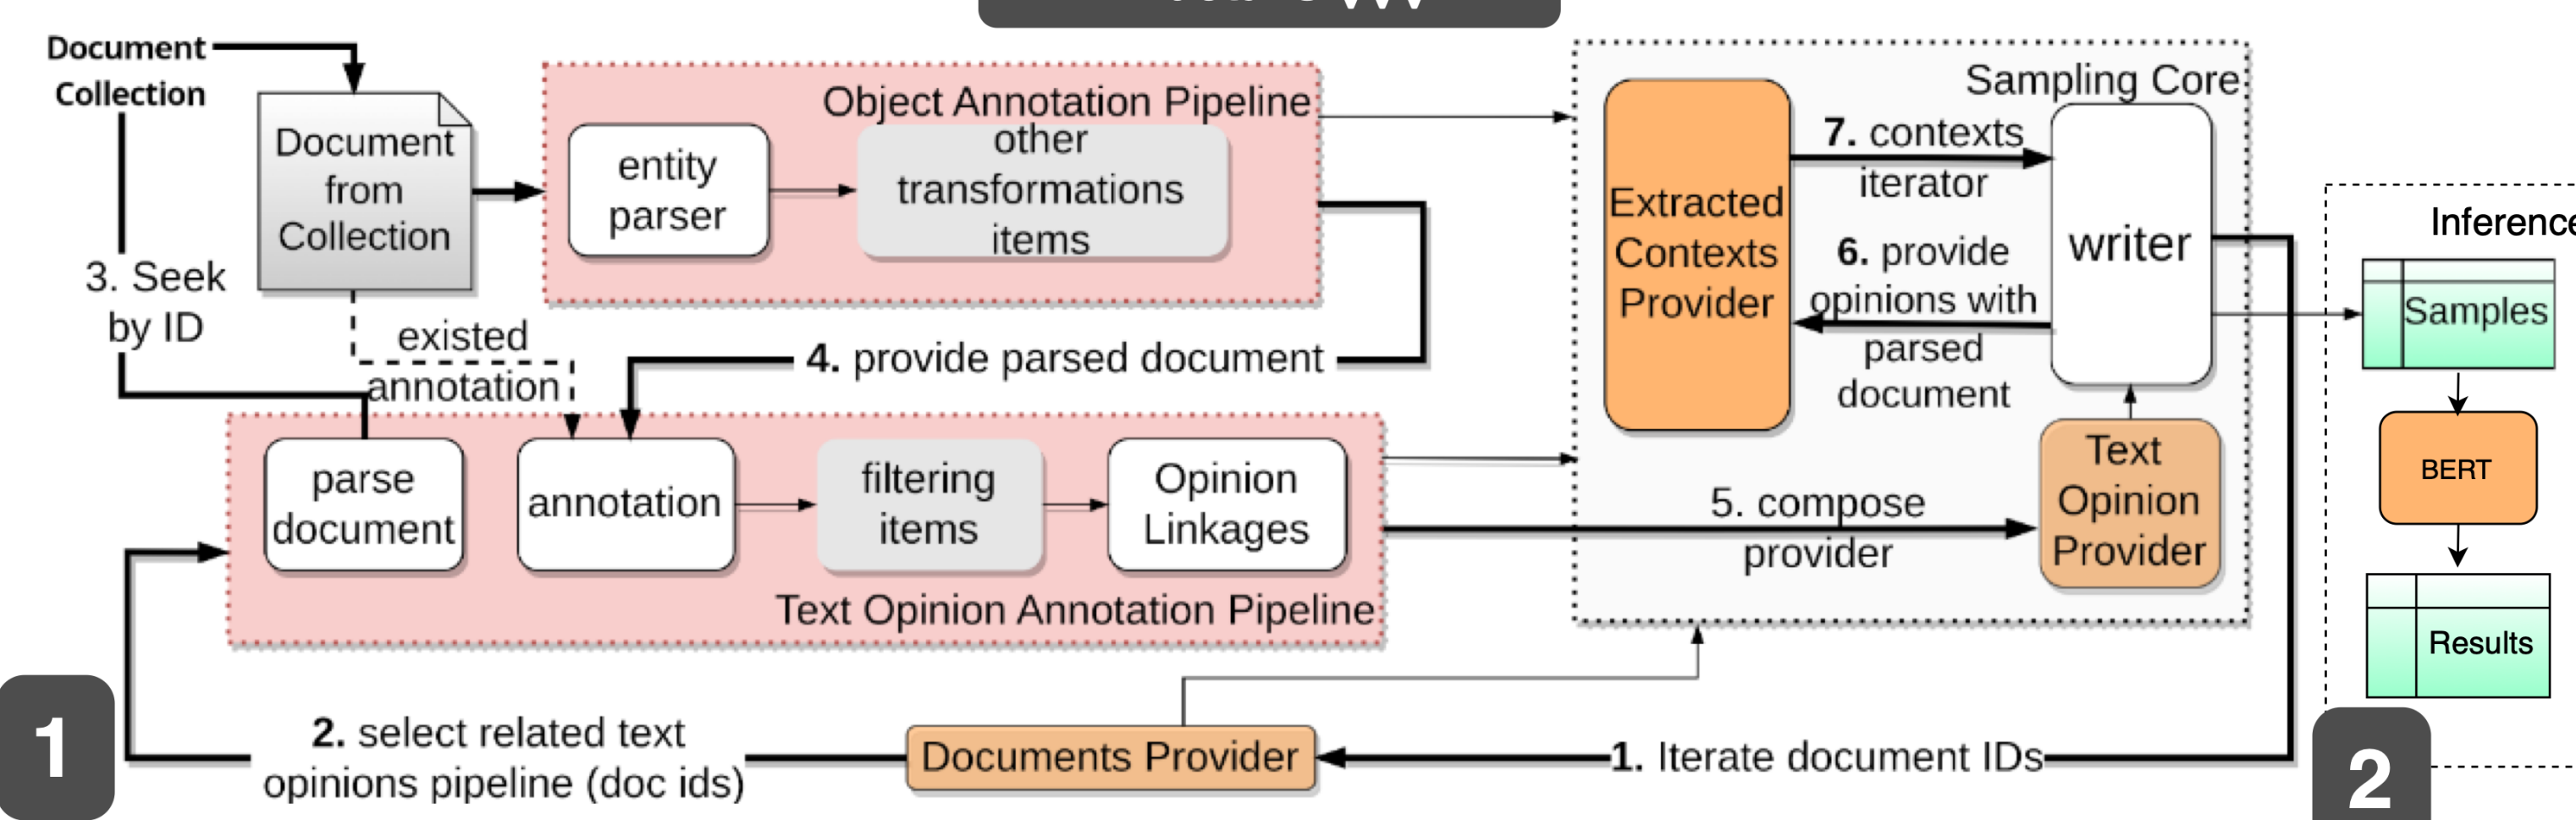 Document
Collection
Document
from
Collection
3. Seek
by ID
existed
annotation
Object Annotation Pipeline
entity
parser
other
transformations
items
4. provide parsed document
parse
document
annotation
filtering
items
Opinion
Linkages
Text Opinion Annotation Pipeline
Sampling Core
Extracted
Contexts
Provider
7. contexts
iterator
6. provide
opinions with
parsed
document
writer
5. compose
provider
Text
Opinion
Provider
1
2. select related text
opinions pipeline (doc ids)
Documents Provider
1. Iterate document IDs
Samples
BERT
Results
2